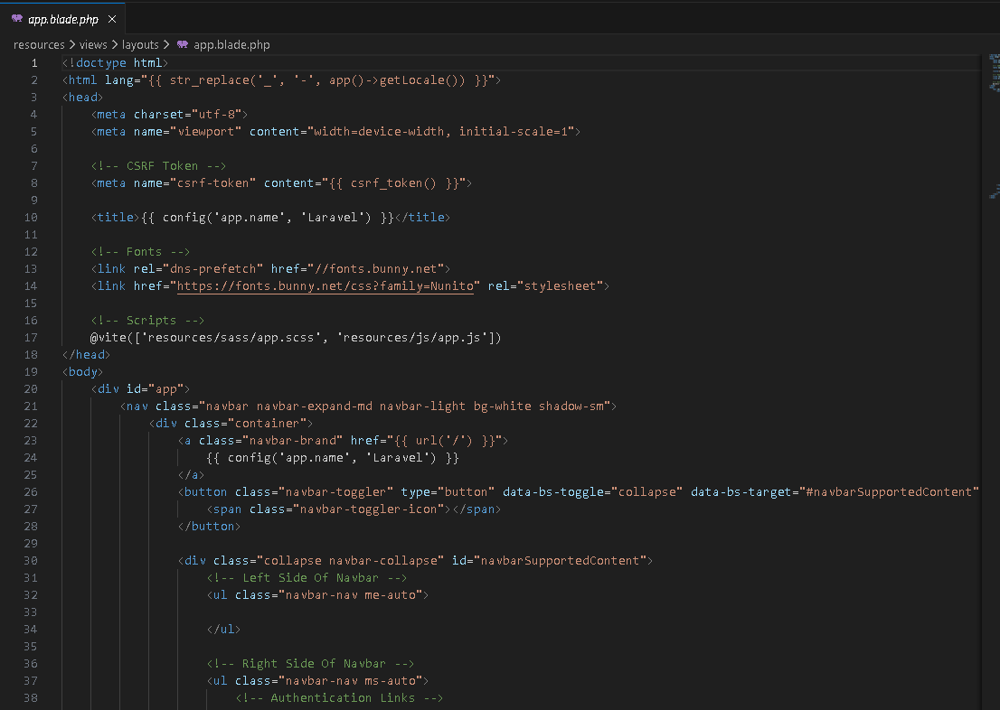 app.blade.php
resources > views > layouts > app.blade.php
1 <!doctype html>
2 <html lang="{{ str_replace('_', '-', app()->getLocale()) }}">
3 <head>
4     <meta charset="utf-8">
5     <meta name="viewport" content="width=device-width, initial-scale=1">
6
7     <!-- CSRF Token -->
8     <meta name="csrf-token" content="{{ csrf_token() }}">
9
10     <title>{{ config('app.name', 'Laravel') }}</title>
11
12     <!-- Fonts -->
13     <link rel="dns-prefetch" href="//fonts.bunny.net">
14     <link href="https://fonts.bunny.net/css?family=Nunito" rel="stylesheet">
15
16     <!-- Scripts -->
17     @vite(['resources/sass/app.scss', 'resources/js/app.js'])
18 </head>
19 <body>
20     <div id="app">
21         <nav class="navbar navbar-expand-md navbar-light bg-white shadow-sm">
22             <div class="container">
23                 <a class="navbar-brand" href="{{ url('/') }}">
24                     {{ config('app.name', 'Laravel') }}
25                 </a>
26                 <button class="navbar-toggler" type="button" data-bs-toggle="collapse" data-bs-target="#navbarSupportedContent"
27                     <span class="navbar-toggler-icon"></span>
28                 </button>
29
30                 <div class="collapse navbar-collapse" id="navbarSupportedContent">
31                     <!-- Left Side Of Navbar -->
32                     <ul class="navbar-nav me-auto">
33
34                     </ul>
35
36                     <!-- Right Side Of Navbar -->
37                     <ul class="navbar-nav ms-auto">
38                         <!-- Authentication Links -->